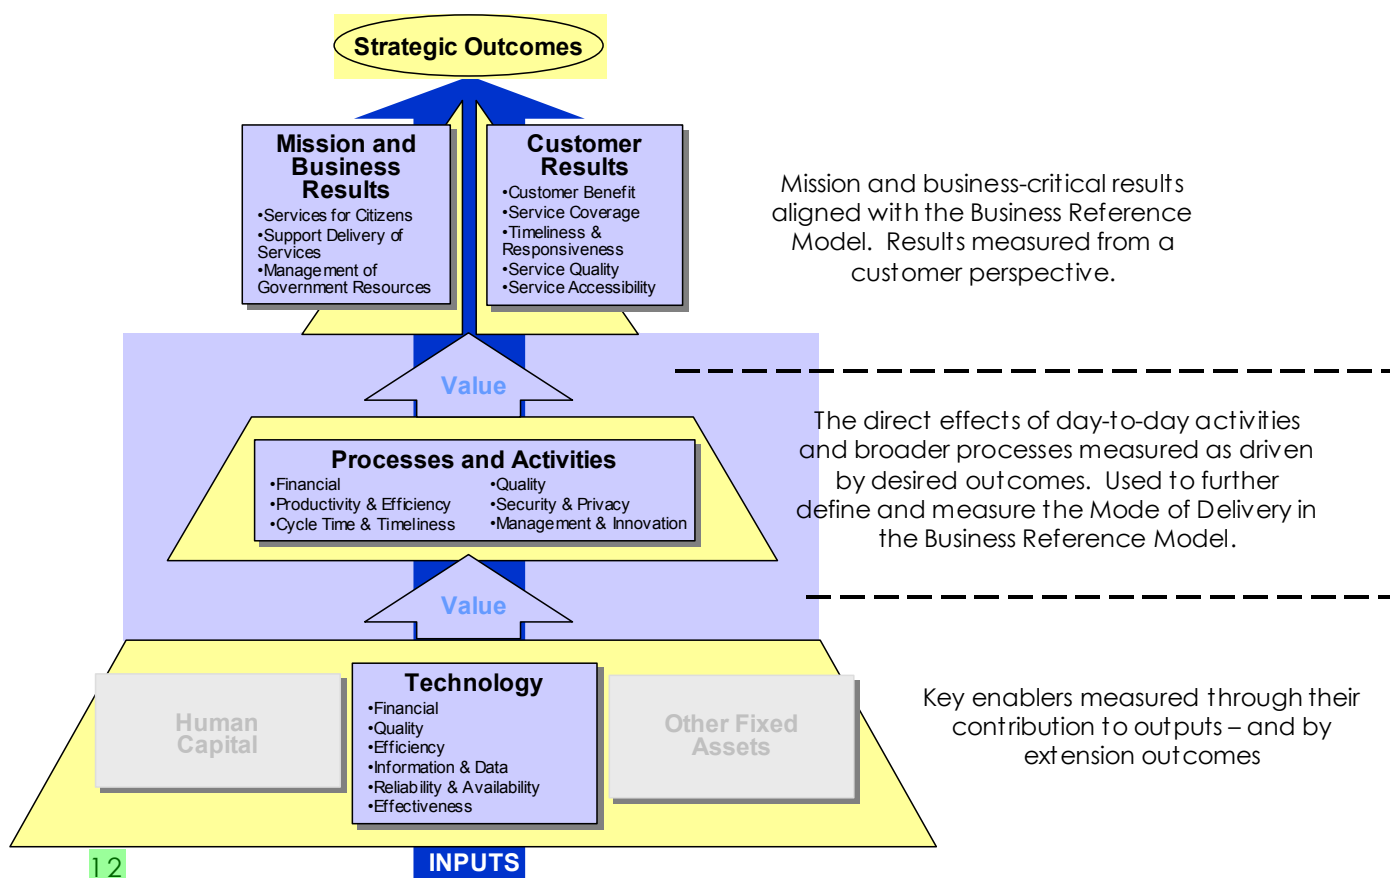 Strategic Outcomes
Mission and
Business
Results
•Services for Citizens
•Support Delivery of
Services
•Management of
Government Resources
Customer
Results
•Customer Benefit
•Service Coverage
•Timeliness &
Responsiveness
•Service Quality
•Service Accessibility
Mission and business-critical results
aligned with the Business Reference
Model.  Results measured from a
customer perspective.
Value
The direct effects of day-to-day activities
and broader processes measured as driven
by desired outcomes.  Used to further
define and measure the Mode of Delivery in
the Business Reference Model.
Processes and Activities
•Financial
•Productivity & Efficiency
•Cycle Time & Timeliness
•Quality
•Security & Privacy
•Management & Innovation
Value
Human
Capital
Technology
•Financial
•Quality
•Efficiency
•Information & Data
•Reliability & Availability
•Effectiveness
Other Fixed
Assets
Key enablers measured through their
contribution to outputs – and by
extension outcomes
INPUTS
12